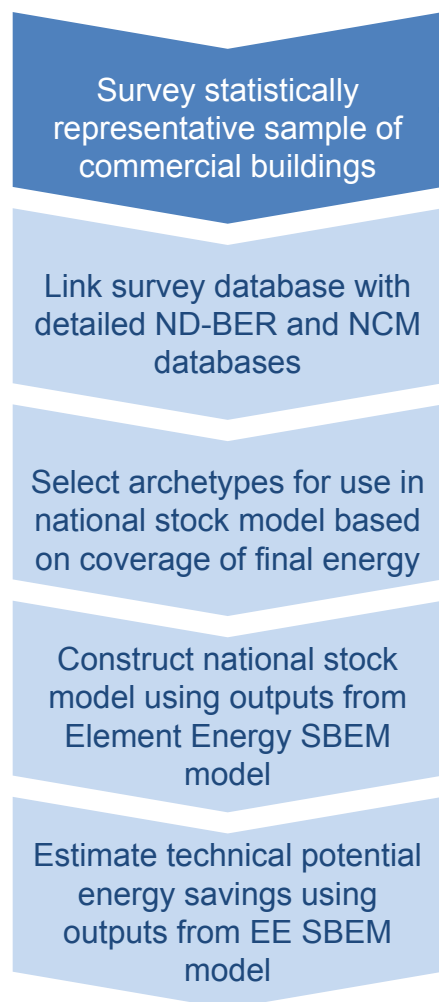 Survey statistically
representative sample of
commercial buildings
Link survey database with
detailed ND-BER and NCM
databases
Select archetypes for use in
national stock model based
on coverage of final energy
Construct national stock
model using outputs from
Element Energy SBEM
model
Estimate technical potential
energy savings using
outputs from EE SBEM
model